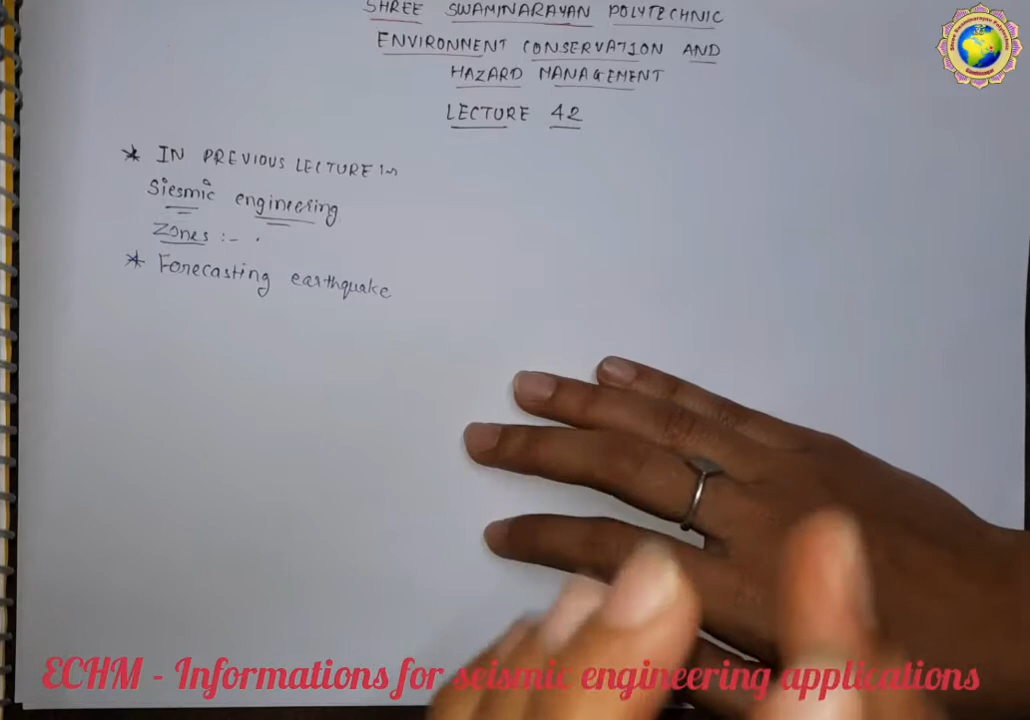 SHREE SWAMINARAYAN POLYTECHNIC
ENVIRONMENT CONSERVATION AND
HAZARD MANAGEMENT
LECTURE 42
* IN PREVIOUS LECTURE :~
Siesmic engineering
Zones :-
* Forecasting earthquake
ECHM - Informations for seismic engineering applications